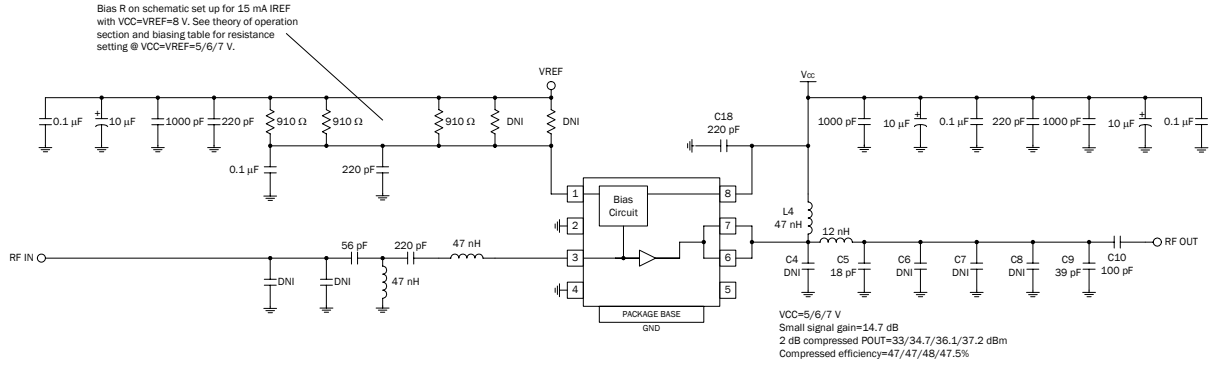 Bias R on schematic set up for 15 mA IREF
with VCC=VREF=8 V. See theory of operation
section and biasing table for resistance
setting @ VCC=VREF=5/6/7 V.
VREF
0.1 µF
+
10 µF
1000 pF
220 pF
910 Ω
910 Ω
910 Ω
DNI
DNI
0.1 µF
220 pF
C18
220 pF
Vcc
1000 pF
10 µF
+
0.1 µF
220 pF
1000 pF
10 µF
+
0.1 µF
1
Bias
Circuit
8
2
7
3
6
4
5
PACKAGE BASE
GND
L4
47 nH
12 nH
RF IN
DNI
DNI
56 pF
47 nH
220 pF
47 nH
C4
DNI
C5
18 pF
C6
DNI
C7
DNI
C8
DNI
C9
39 pF
C10
100 pF
RF OUT
VCC=5/6/7 V
Small signal gain=14.7 dB
2 dB compressed POUT=33/34.7/36.1/37.2 dBm
Compressed efficiency=47/47/48/47.5%